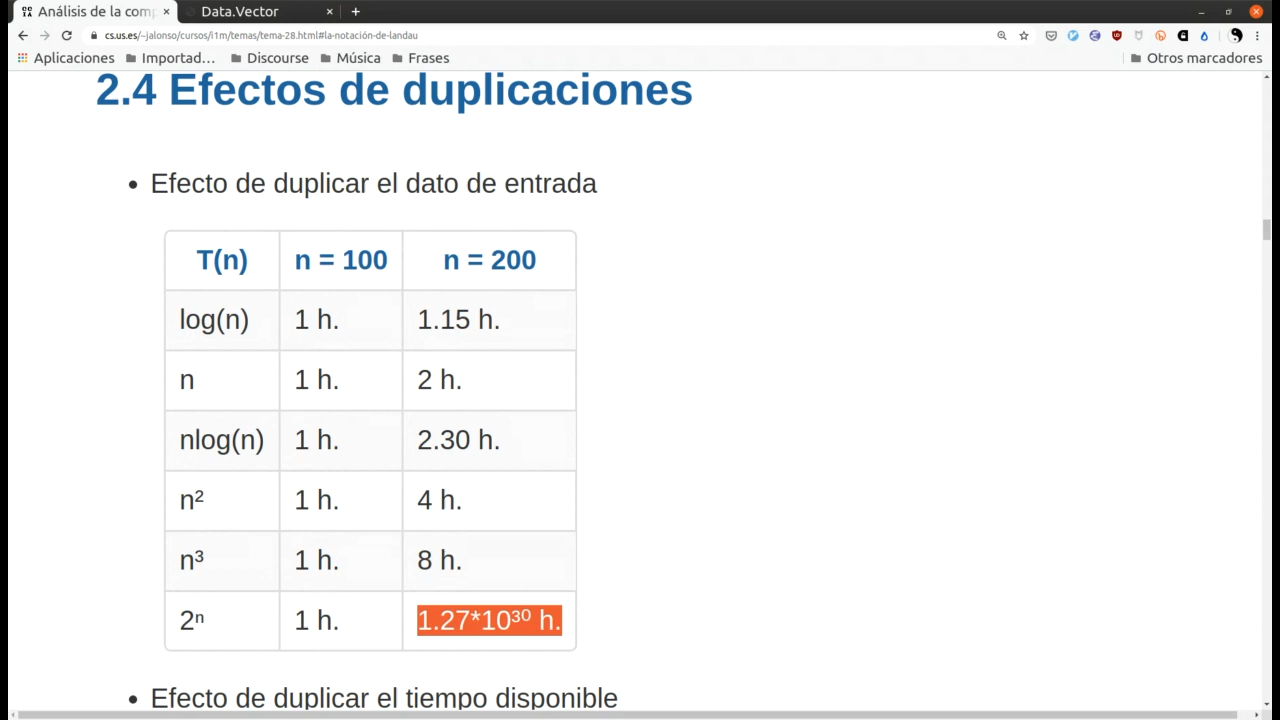 Análisis de la comp
Data.Vector
cs.us.es/~jalonso/cursos/i1m/temas/tema-28.html#la-notación-de-landau
Aplicaciones Importad... Discourse Música Frases Otros marcadores
2.4 Efectos de duplicaciones
• Efecto de duplicar el dato de entrada
T(n) n = 100 n = 200
log(n) 1 h. 1.15 h.
n 1 h. 2 h.
nlog(n) 1 h. 2.30 h.
n² 1 h. 4 h.
n³ 1 h. 8 h.
2ⁿ 1 h. 1.27*10³⁰ h.
• Efecto de duplicar el tiempo disponible